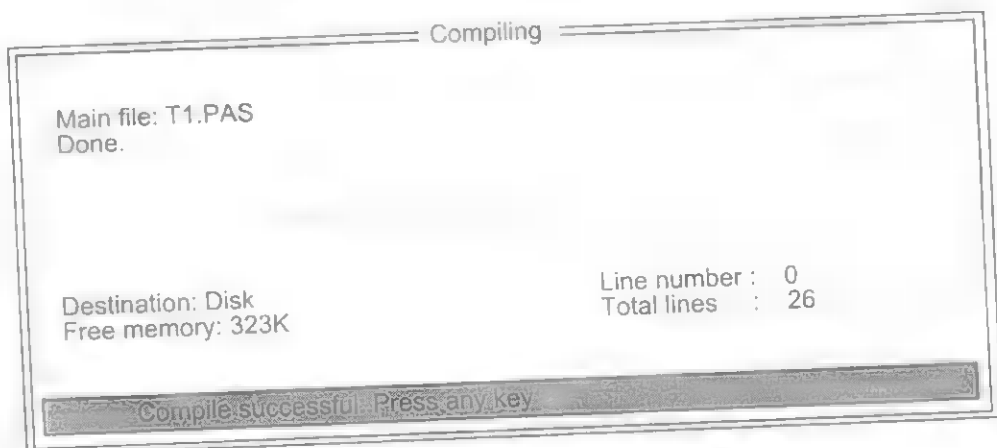 Compiling
Main file: T1.PAS
Done.
Destination: Disk
Free memory: 323K
Line number : 0
Total lines : 26
Compile successful. Press any key